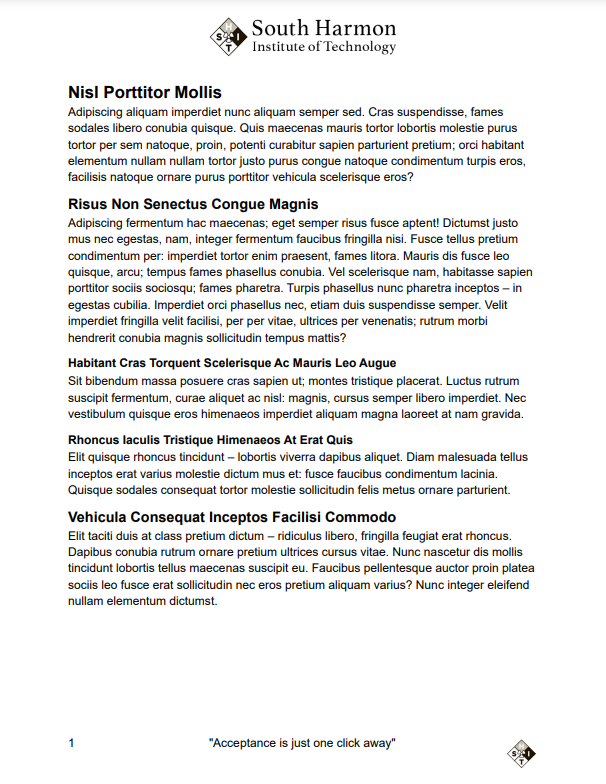 H
S I
T
South Harmon
Institute of Technology
Nisl Porttitor Mollis
Adipiscing aliquam imperdiet nunc aliquam semper sed. Cras suspendisse, fames
sodales libero conubia quisque. Quis maecenas mauris tortor lobortis molestie purus
tortor per sem natoque, proin, potenti curabitur sapien parturient pretium; orci habitant
elementum nullam nullam tortor justo purus congue natoque condimentum turpis eros,
facilisis natoque ornare purus porttitor vehicula scelerisque eros?
Risus Non Senectus Congue Magnis
Adipiscing fermentum hac maecenas; eget semper risus fusce aptent! Dictumst justo
mus nec egestas, nam, integer fermentum faucibus fringilla nisi. Fusce tellus pretium
condimentum per: imperdiet tortor enim praesent, fames litora. Mauris dis fusce leo
quisque, arcu; tempus fames phasellus conubia. Vel scelerisque nam, habitasse sapien
porttitor sociis sociosqu; fames pharetra. Turpis phasellus nunc pharetra inceptos – in
egestas cubilia. Imperdiet orci phasellus nec, etiam duis suspendisse semper. Velit
imperdiet fringilla velit facilisi, per per vitae, ultrices per venenatis; rutrum morbi
hendrerit conubia magnis sollicitudin tempus mattis?
Habitant Cras Torquent Scelerisque Ac Mauris Leo Augue
Sit bibendum massa posuere cras sapien ut; montes tristique placerat. Luctus rutrum
suscipit fermentum, curae aliquet ac nisl: magnis, cursus semper libero imperdiet. Nec
vestibulum quisque eros himenaeos imperdiet aliquam magna laoreet at nam gravida.
Rhoncus Iaculis Tristique Himenaeos At Erat Quis
Elit quisque rhoncus tincidunt – lobortis viverra dapibus aliquet. Diam malesuada tellus
inceptos erat varius molestie dictum mus et: fusce faucibus condimentum lacinia.
Quisque sodales consequat tortor molestie sollicitudin felis metus ornare parturient.
Vehicula Consequat Inceptos Facilisi Commodo
Elit taciti duis at class pretium dictum – ridiculus libero, fringilla feugiat erat rhoncus.
Dapibus conubia rutrum ornare pretium ultrices cursus vitae. Nunc nascetur dis mollis
tincidunt lobortis tellus maecenas suscipit eu. Faucibus pellentesque auctor proin platea
sociis leo fusce erat sollicitudin nec eros pretium aliquam varius? Nunc integer eleifend
nullam elementum dictumst.
1
"Acceptance is just one click away"
H
S I
T